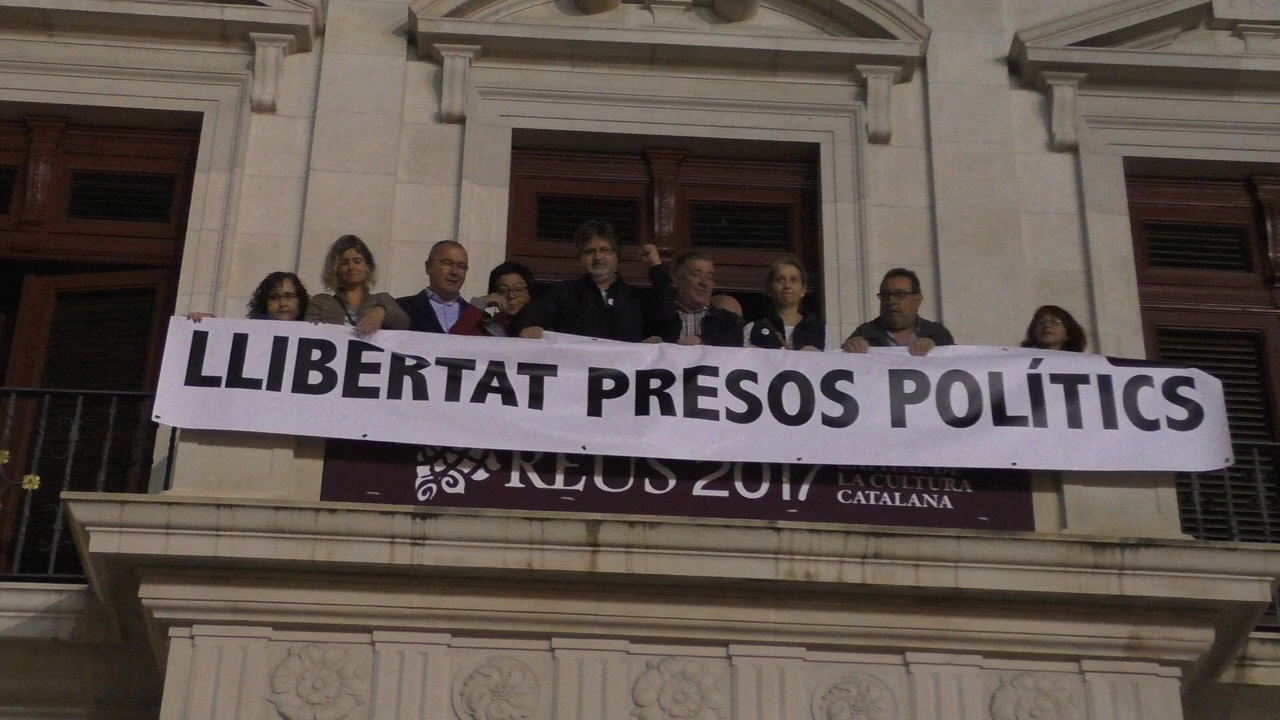 LLIBERTAT PRESOS POLÍTICS
REUS 2017
LA CULTURA
CATALANA